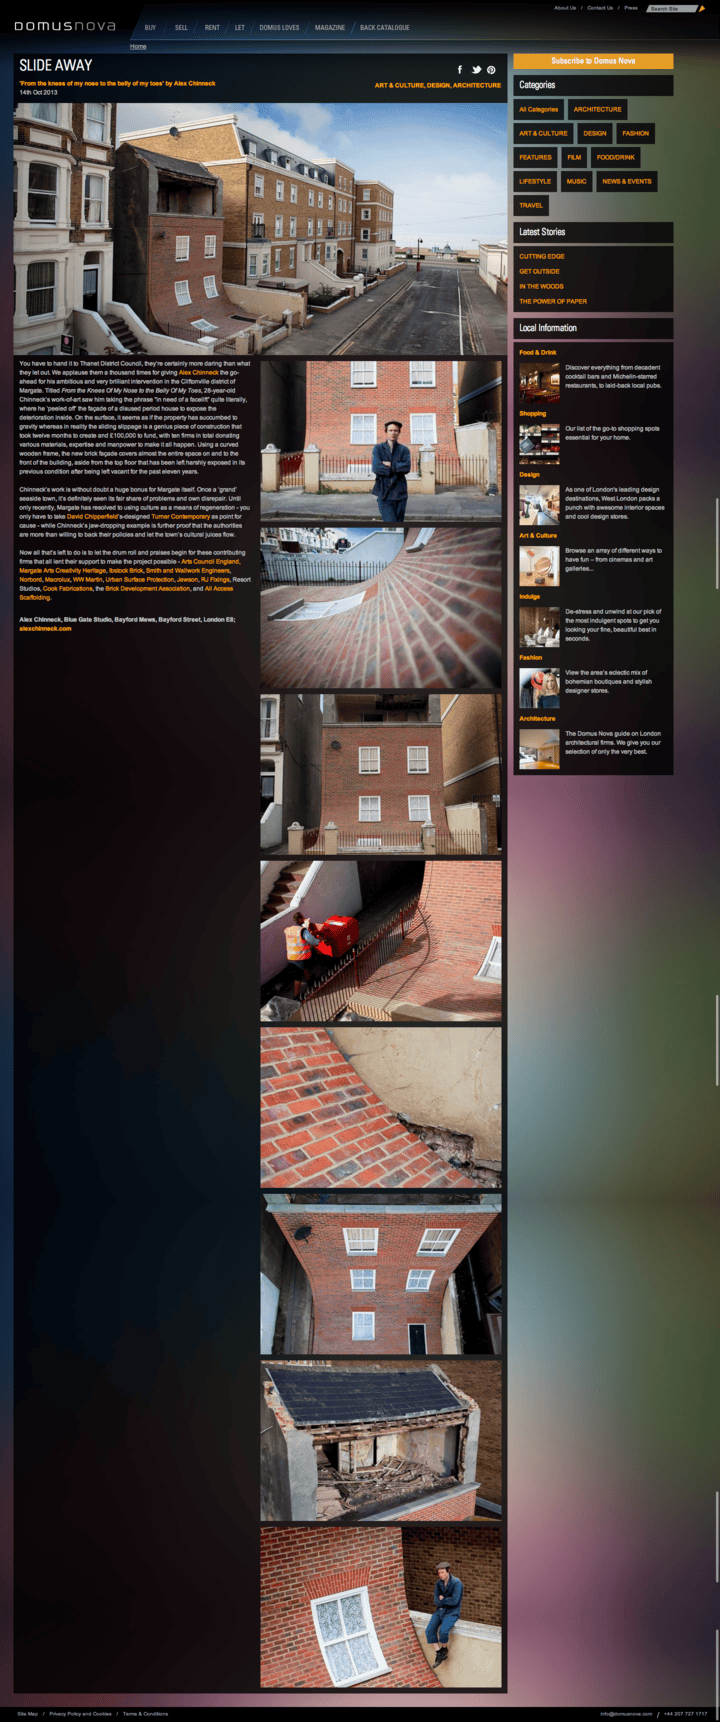 About Us / Contact Us / Press Search Site
DOMUSNOVA
BUY / SELL / RENT / LET / DOMUS LOVES / MAGAZINE / BACK CATALOGUE
Home
SLIDE AWAY
'From the knees of my nose to the belly of my toes' by Alex Chinneck
14th Oct 2013
ART & CULTURE, DESIGN, ARCHITECTURE
You have to hand it to Thanet District Council, they're certainly more daring than what
they let out. We applause them a thousand times for giving Alex Chinneck the go-
ahead for his ambitious and very brilliant intervention in the Cliftonville district of
Margate. Titled From the Knees Of My Nose to the Belly Of My Toes, 28-year-old
Chinneck's work-of-art saw him taking the phrase "in need of a facelift" quite literally,
where he 'peeled off' the façade of a disused period house to expose the
deterioration inside. On the surface, it seems as if the property has succumbed to
gravity whereas in reality the sliding slippage is a genius piece of construction that
took twelve months to create and £100,000 to fund, with ten firms in total donating
various materials, expertise and manpower to make it all happen. Using a curved
wooden frame, the new brick façade covers almost the entire space on and to the
front of the building, aside from the top floor that has been left harshly exposed in its
previous condition after being left vacant for the past eleven years.
Chinneck's work is without doubt a huge bonus for Margate itself. Once a 'grand'
seaside town, it's definitely seen its fair share of problems and own disrepair. Until
only recently, Margate has resolved to using culture as a means of regeneration - you
only have to take David Chipperfield's-designed Turner Contemporary as point for
cause - while Chinneck's jaw-dropping example is further proof that the authorities
are more than willing to back their policies and let the town's cultural juices flow.
Now all that's left to do is to let the drum roll and praises begin for these contributing
firms that all lent their support to make the project possible - Arts Council England,
Margate Arts Creativity Heritage, Ibstock Brick, Smith and Wallwork Engineers,
Norbord, Macrolux, WW Martin, Urban Surface Protection, Jewson, RJ Fixings, Resort
Studios, Cook Fabrications, the Brick Development Association, and All Access
Scaffolding.
Alex Chinneck, Blue Gate Studio, Bayford Mews, Bayford Street, London E8;
alexchinneck.com
Subscribe to Domus Nova
Categories
All Categories ARCHITECTURE
ART & CULTURE DESIGN FASHION
FEATURES FILM FOOD/DRINK
LIFESTYLE MUSIC NEWS & EVENTS
TRAVEL
Latest Stories
CUTTING EDGE
GET OUTSIDE
IN THE WOODS
THE POWER OF PAPER
Local Information
Food & Drink
Discover everything from decadent
cocktail bars and Michelin-starred
restaurants, to laid-back local pubs.
Shopping
Our list of the go-to shopping spots
essential for your home.
Design
As one of London's leading design
destinations, West London packs a
punch with awesome interior spaces
and cool design stores.
Art & Culture
Browse an array of different ways to
have fun – from cinemas and art
galleries...
Indulge
De-stress and unwind at our pick of
the most indulgent spots to get you
looking your fine, beautiful best in
seconds.
Fashion
View the area's eclectic mix of
bohemian boutiques and stylish
designer stores.
Architecture
The Domus Nova guide on London
architectural firms. We give you our
selection of only the very best.
Site Map / Privacy Policy and Cookies / Terms & Conditions
info@domusnova.com / +44 207 727 1717